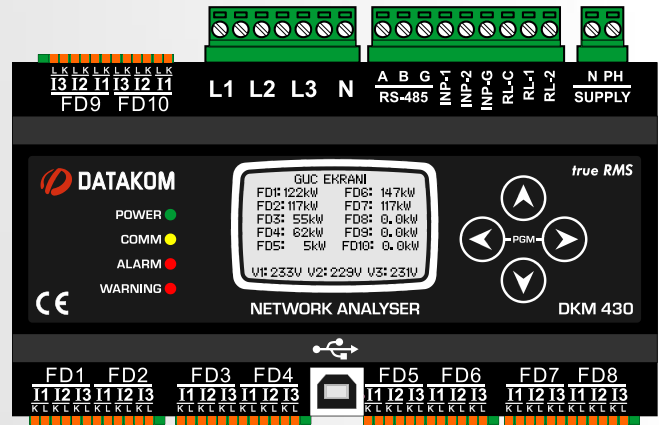 L K L K L K L K L K L K
I3 I2 I1 I3 I2 I1
FD9 FD10
L1 L2 L3 N
A B G
RS-485
INP-1
INP-2
INP-G
RL-C
RL-1
RL-2
N PH
SUPPLY
DATAKOM
true RMS
POWER
COMM
ALARM
WARNING
CE
GUC EKRANI
FD1: 122kW FD6: 147kW
FD2: 117kW FD7: 117kW
FD3: 55kW FD8: 0.0kW
FD4: 62kW FD9: 0.0kW
FD5: 5kW FD10: 0.0kW
V1: 233V V2: 229V V3: 231V
PGM
NETWORK ANALYSER
DKM 430
FD1 FD2 FD3 FD4 FD5 FD6 FD7 FD8
I1 I2 I3 I1 I2 I3 I1 I2 I3 I1 I2 I3 I1 I2 I3 I1 I2 I3 I1 I2 I3 I1 I2 I3
K L K L K L K L K L K L K L K L K L K L K L K L K L K L K L K L K L K L K L K L K L K L K L K L